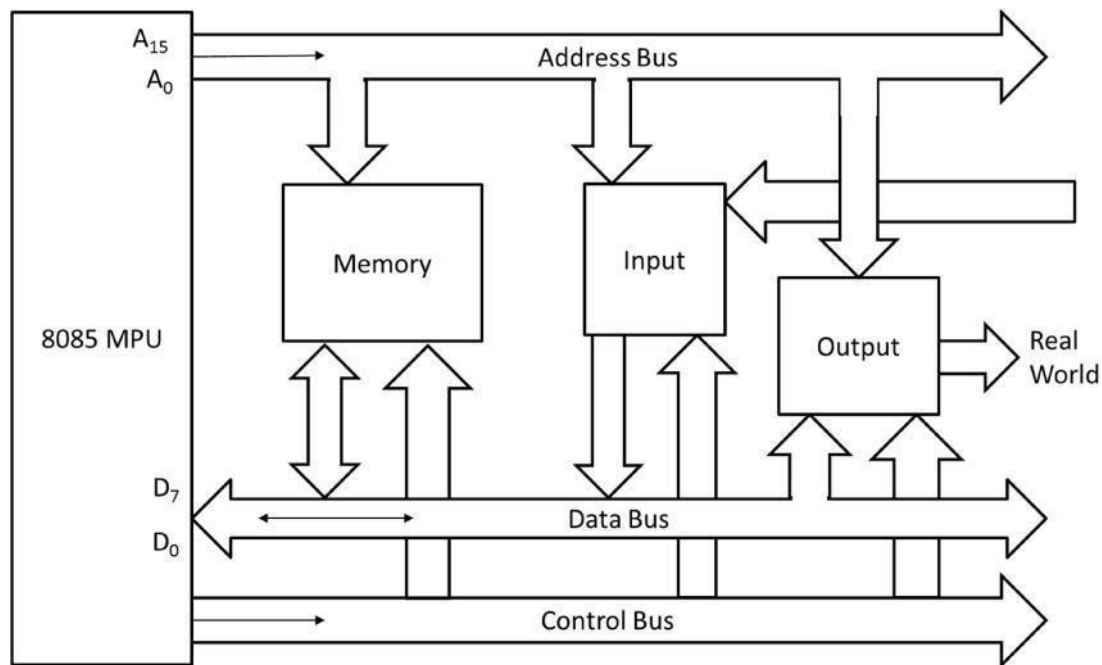 A15
Address Bus
A0
Memory
Input
8085 MPU
Output
Real
World
D7
Data Bus
D0
Control Bus